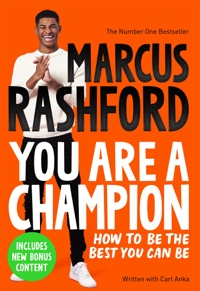 The Number One Bestseller
MARCUS
RASHFORD
YOU ARE A
CHAMPION
HOW TO BE THE
BEST YOU CAN BE
INCLUDES
NEW BONUS
CONTENT
Written with Carl Anka